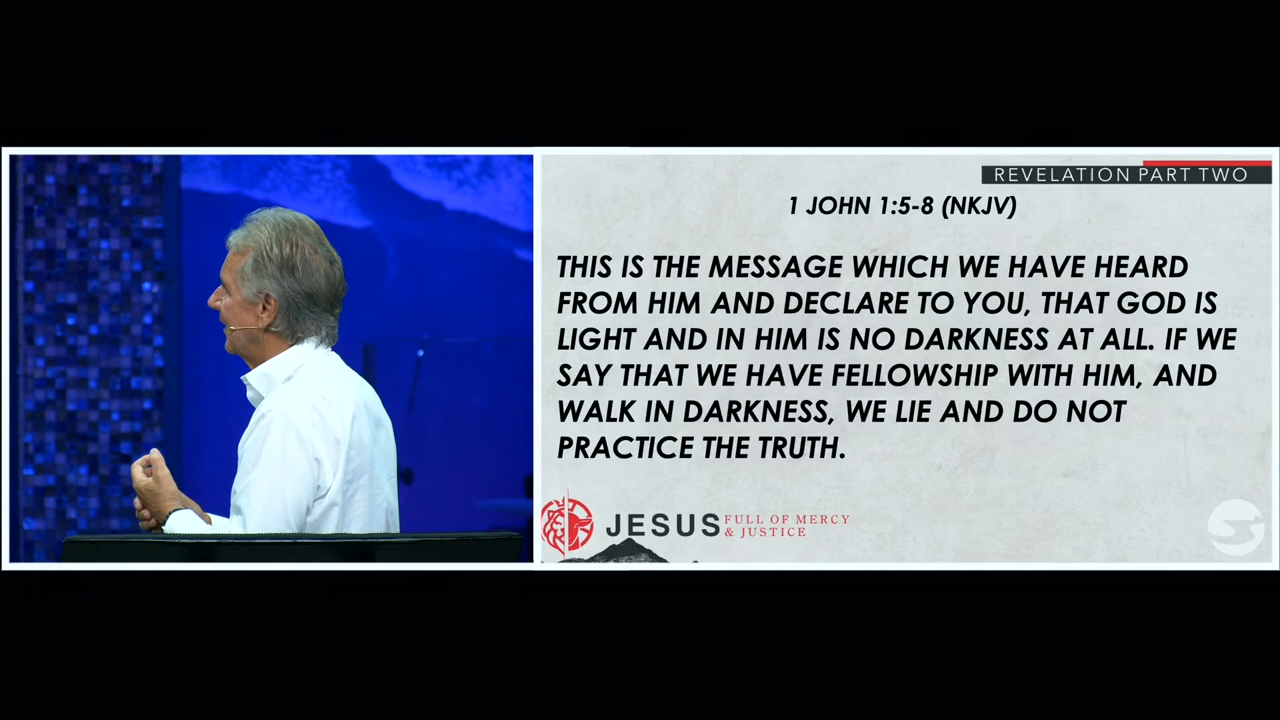 REVELATION PART TWO
1 JOHN 1:5-8 (NKJV)
THIS IS THE MESSAGE WHICH WE HAVE HEARD
FROM HIM AND DECLARE TO YOU, THAT GOD IS
LIGHT AND IN HIM IS NO DARKNESS AT ALL. IF WE
SAY THAT WE HAVE FELLOWSHIP WITH HIM, AND
WALK IN DARKNESS, WE LIE AND DO NOT
PRACTICE THE TRUTH.
JESUS FULL OF MERCY
& JUSTICE